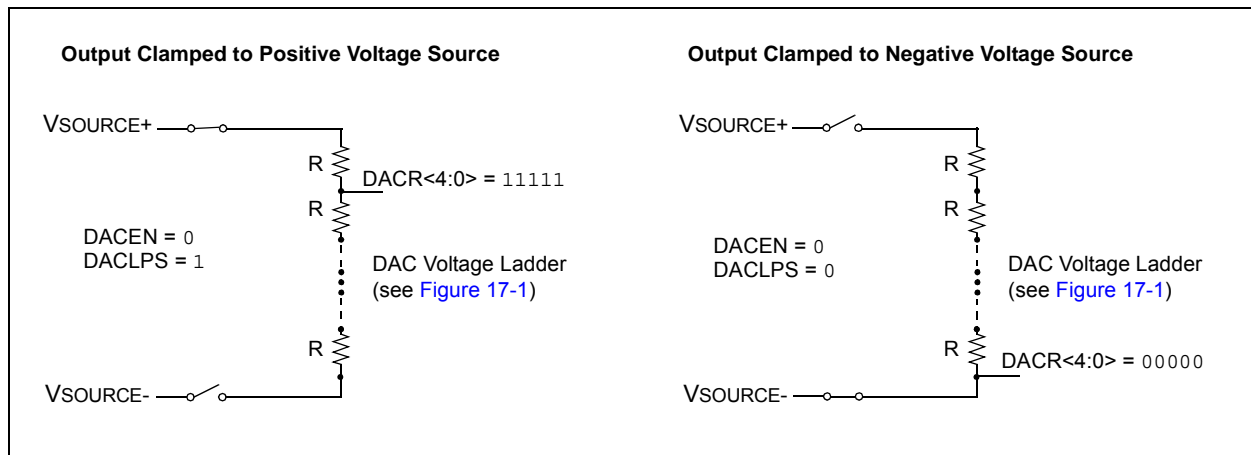 Output Clamped to Positive Voltage Source
VSOURCE+
R
DACR<4:0> = 11111
R
DACEN = 0
DACLPS = 1
DAC Voltage Ladder
(see Figure 17-1)
R
VSOURCE-
Output Clamped to Negative Voltage Source
VSOURCE+
R
R
DACEN = 0
DACLPS = 0
DAC Voltage Ladder
(see Figure 17-1)
R
DACR<4:0> = 00000
VSOURCE-